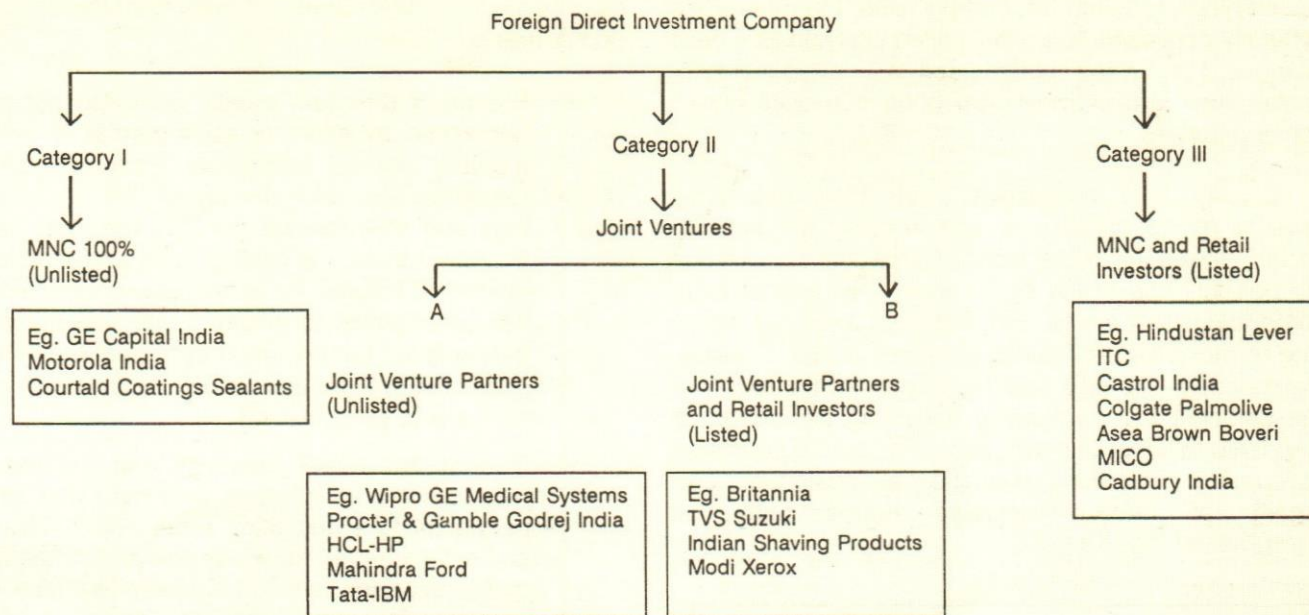 Foreign Direct Investment Company
Category I
Category II
Category III
MNC 100%
(Unlisted)
Joint Ventures
MNC and Retail
Investors (Listed)
A
B
Eg. GE Capital India
Motorola India
Courtald Coatings Sealants
Joint Venture Partners
(Unlisted)
Joint Venture Partners
and Retail Investors
(Listed)
Eg. Hindustan Lever
ITC
Castrol India
Colgate Palmolive
Asea Brown Boveri
MICO
Cadbury India
Eg. Wipro GE Medical Systems
Procter & Gamble Godrej India
HCL-HP
Mahindra Ford
Tata-IBM
Eg. Britannia
TVS Suzuki
Indian Shaving Products
Modi Xerox